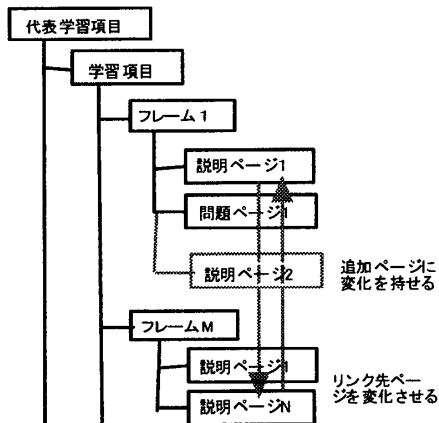 代表学習項目
学習項目
フレーム1
説明ページ1
問題ページ1
説明ページ2
追加ページに
変化を持せる
フレームM
説明ページ1
リンク先ペー
ジを変化させる
説明ページN